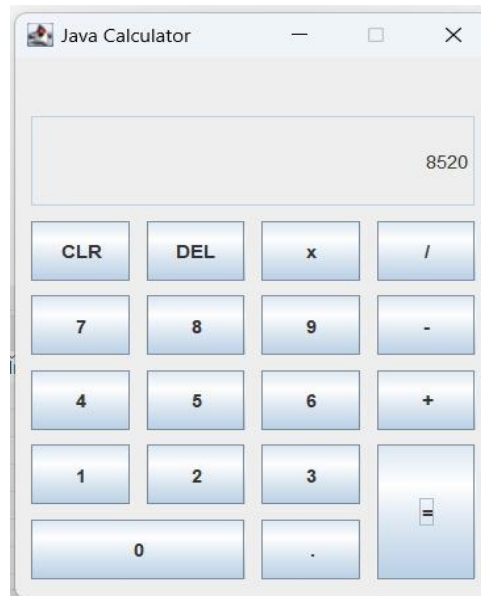 Java Calculator
8520
CLR DEL x /
7 8 9 -
4 5 6 +
1 2 3 =
0 .